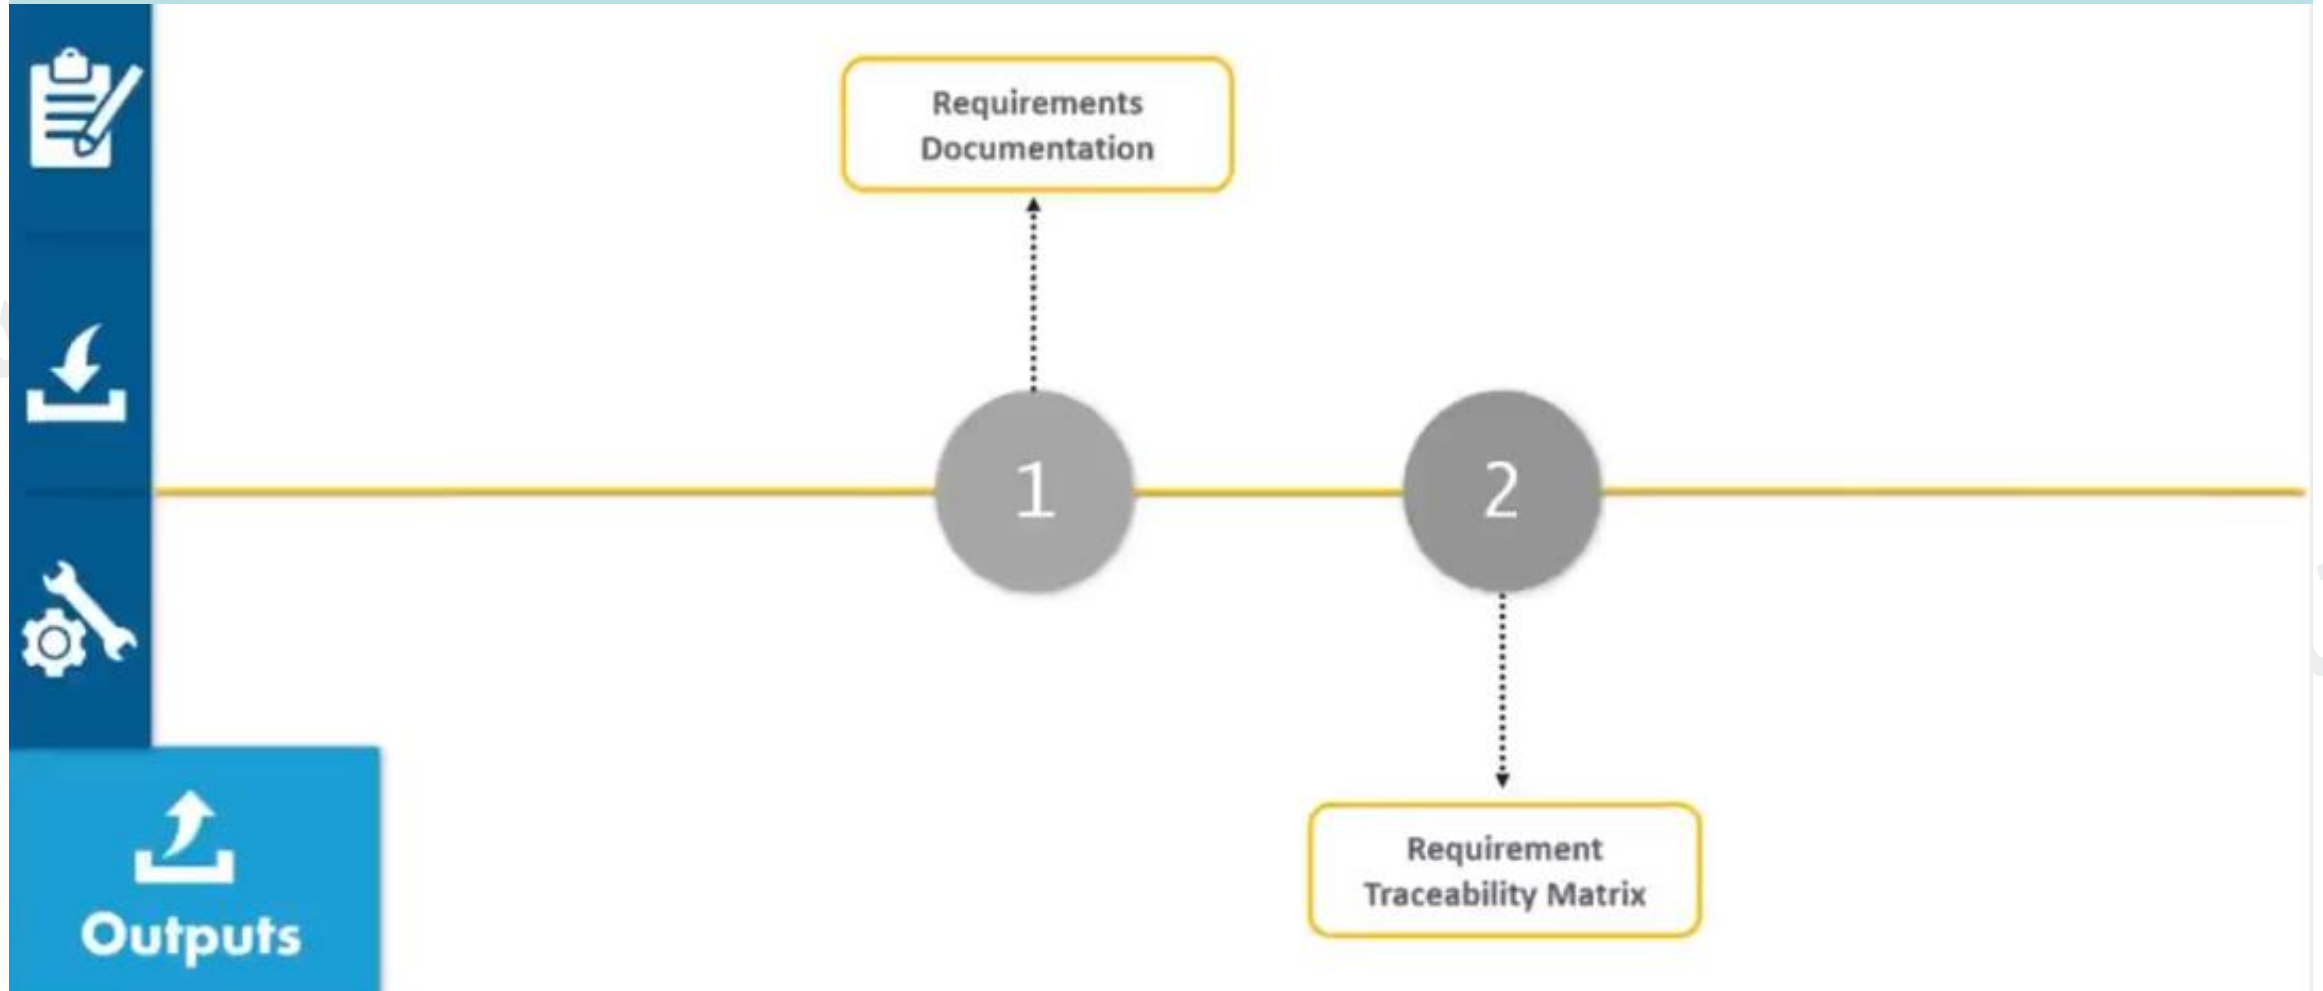 Requirements
Documentation
1
2
Requirement
Traceability Matrix
Outputs